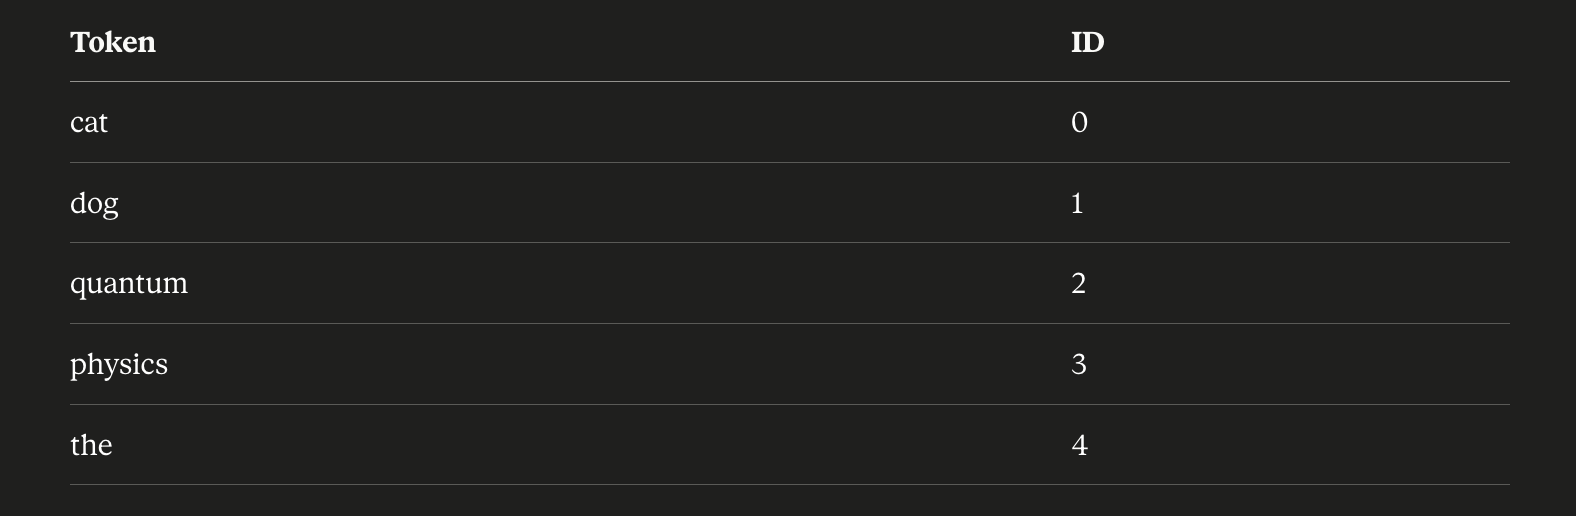 Token ID
cat 0
dog 1
quantum 2
physics 3
the 4